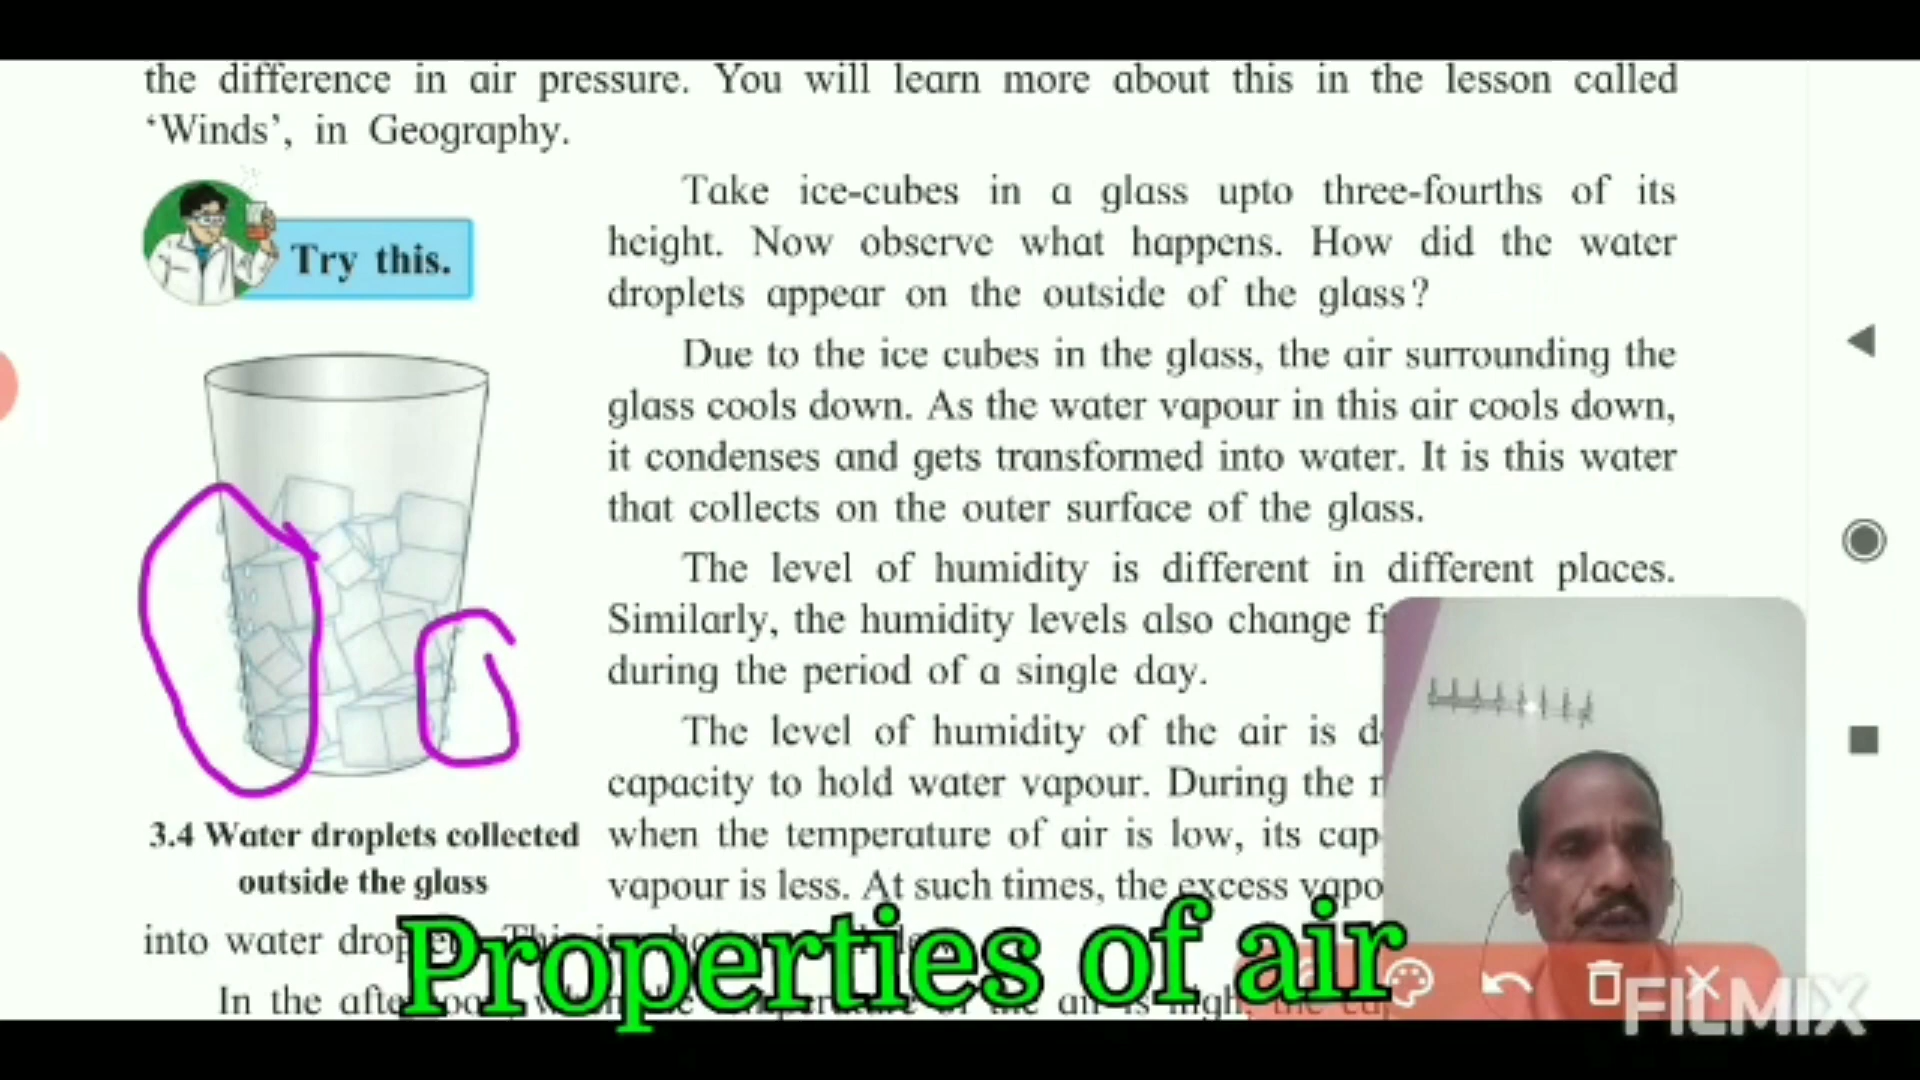 the difference in air pressure. You will learn more about this in the lesson called
‘Winds’, in Geography.
Try this.
Take ice-cubes in a glass upto three-fourths of its
height. Now observe what happens. How did the water
droplets appear on the outside of the glass?
Due to the ice cubes in the glass, the air surrounding the
glass cools down. As the water vapour in this air cools down,
it condenses and gets transformed into water. It is this water
that collects on the outer surface of the glass.
The level of humidity is different in different places.
Similarly, the humidity levels also change
during the period of a single day.
The level of humidity of the air is
capacity to hold water vapour. During the
3.4 Water droplets collected
outside the glass
when the temperature of air is low, its
vapour is less. At such times, the excess
into water
In the
Properties of air
FILMIX